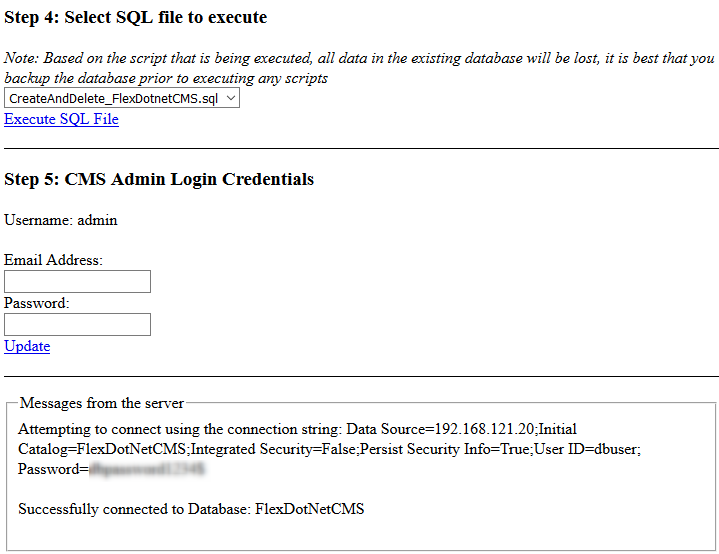 Step 4: Select SQL file to execute
Note: Based on the script that is being executed, all data in the existing database will be lost, it is best that you
backup the database prior to executing any scripts
CreateAndDelete_FlexDotnetCMS.sql
Execute SQL File
Step 5: CMS Admin Login Credentials
Username: admin
Email Address:
Password:
Update
Messages from the server
Attempting to connect using the connection string: Data Source=192.168.121.20;Initial
Catalog=FlexDotNetCMS;Integrated Security=False;Persist Security Info=True;User ID=dbuser;
Password=
Successfully connected to Database: FlexDotNetCMS